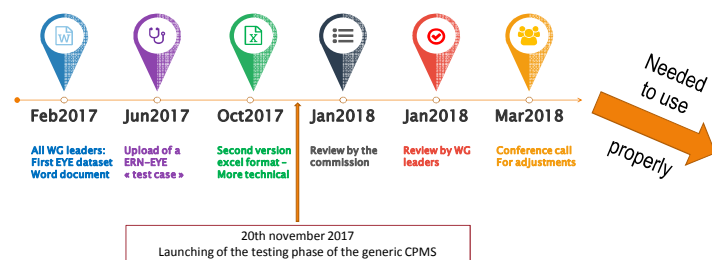 Feb2017
Jun2017
Oct2017
Jan2018
Jan2018
Mar2018
All WG leaders:
First EYE dataset
Word document
Upload of a
ERN-EYE
« test case »
Second version
excel format –
More technical
Review by the
commission
Review by WG
leaders
Conference call
For adjustments
Needed
to use
properly
20th november 2017
Launching of the testing phase of the generic CPMS